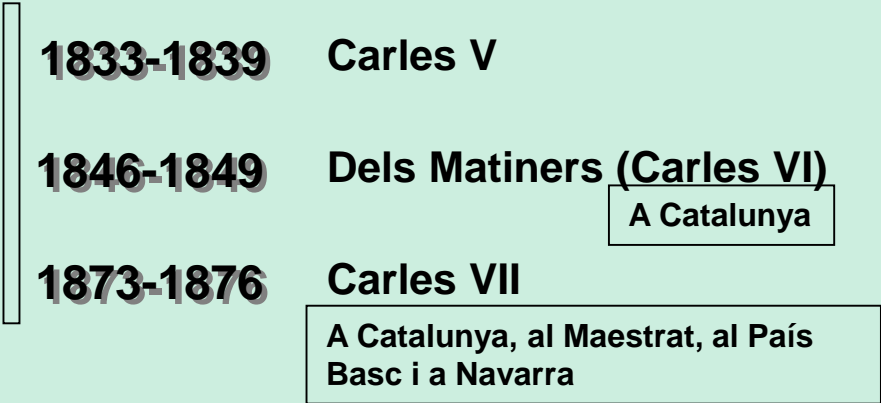 1833-1839 Carles V
1846-1849 Dels Matiners (Carles VI)
A Catalunya
1873-1876 Carles VII
A Catalunya, al Maestrat, al País
Basc i a Navarra